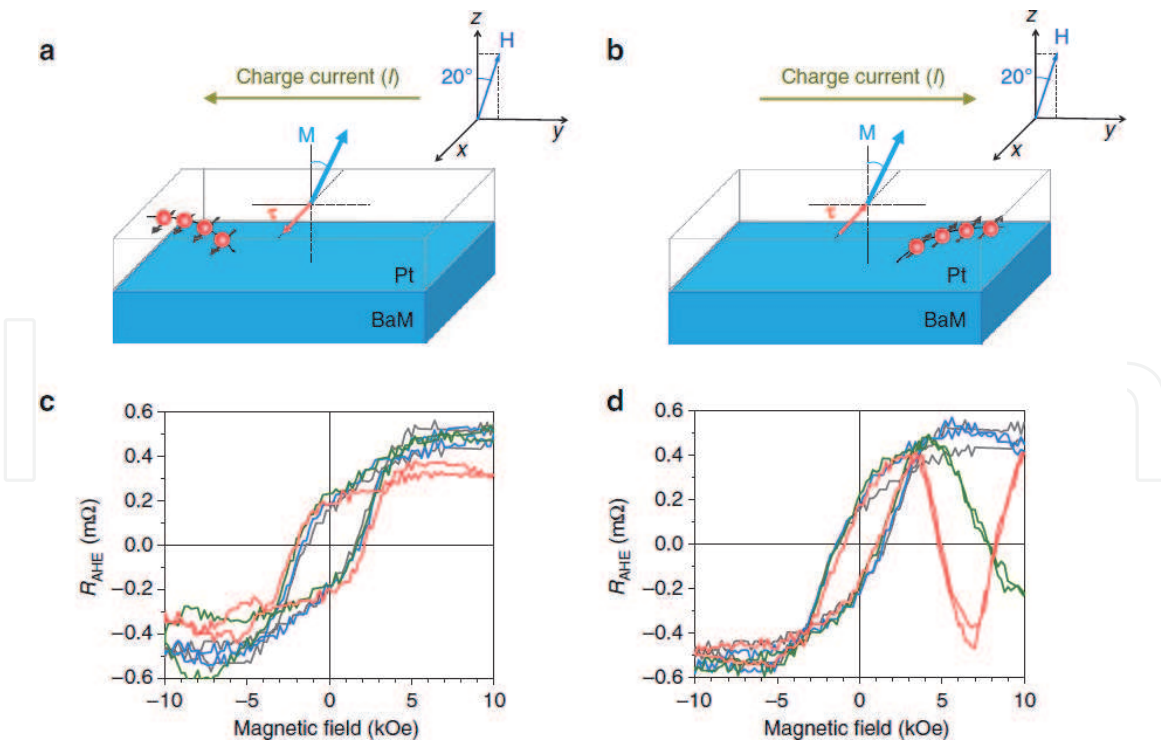 a
Charge current (I)
z
H
20°
y
x
M
τ
Pt
BaM
b
Charge current (I)
z
H
20°
y
x
M
τ
Pt
BaM
c
0.6
0.4
0.2
0.0
−0.2
−0.4
−0.6
R_AHE (mΩ)
−10 −5 0 5 10
Magnetic field (kOe)
d
0.6
0.4
0.2
0.0
−0.2
−0.4
−0.6
R_AHE (mΩ)
−10 −5 0 5 10
Magnetic field (kOe)